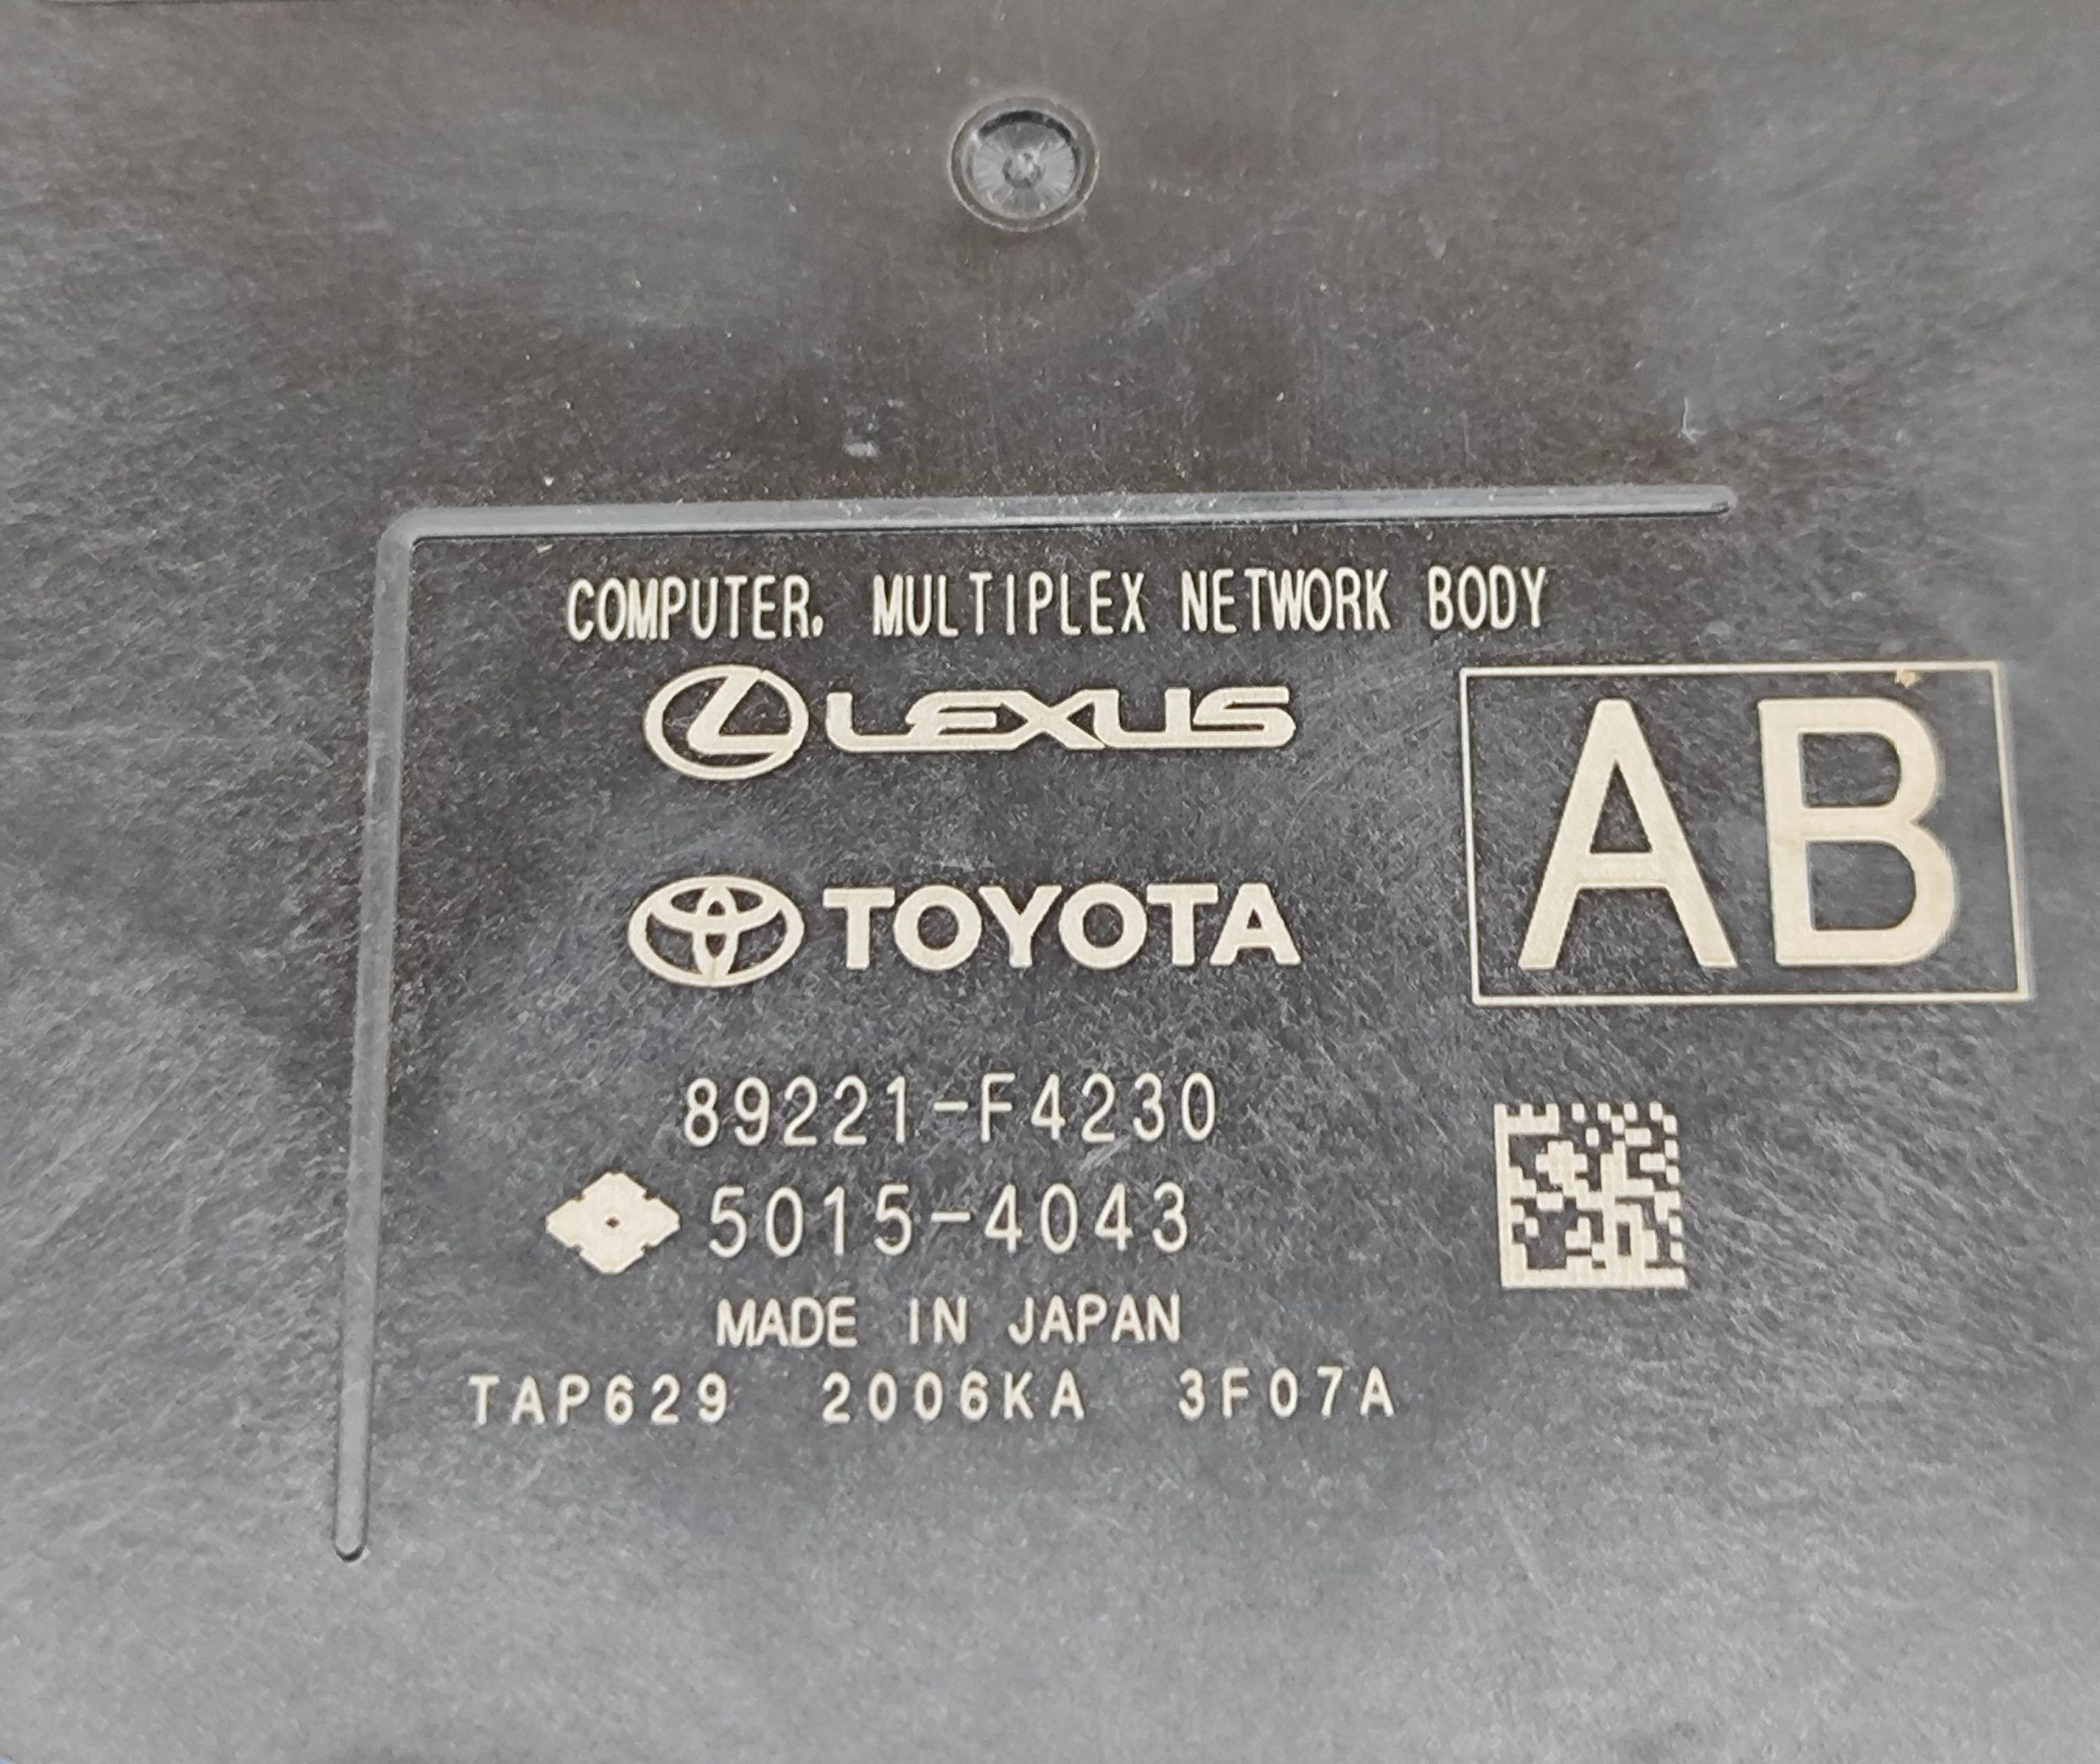 COMPUTER, MULTIPLEX NETWORK BODY
LEXUS
AB
TOYOTA
89221-F4230
5015-4043
MADE IN JAPAN
TAP629 2006KA 3F07A